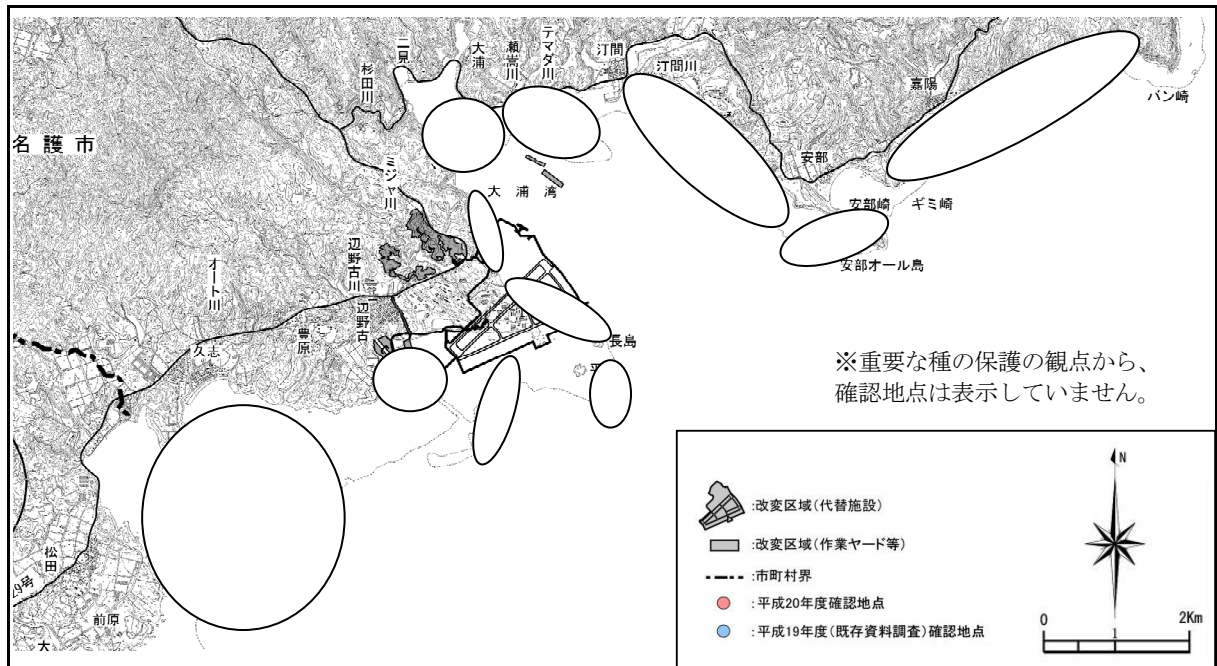 二見
大浦
瀬嵩川
テマダ川
汀間
汀間川
杉田川
嘉陽
バン崎
名護市
ミジャ川
安部
大浦湾
安部崎
ギミ崎
安部オール島
辺野古川
オート川
辺野古
豊原
久志
長島
※重要な種の保護の観点から、
確認地点は表示していません。
松田
29号
前原
大
N
:改変区域(代替施設)
:改変区域(作業ヤード等)
:市町村界
:平成20年度確認地点
:平成19年度(既存資料調査)確認地点
0 1 2Km